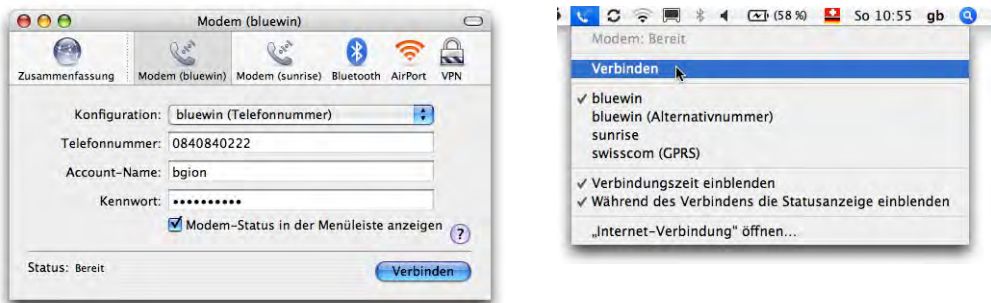 Modem (bluewin)
Zusammenfassung Modem (bluewin) Modem (sunrise) Bluetooth AirPort VPN
Konfiguration: bluewin (Telefonnummer)
Telefonnummer: 0840840222
Account-Name: bgion
Kennwort: ••••••••••
Modem-Status in der Menüleiste anzeigen ?
Status: Bereit Verbinden
(58 %) So 10:55 gb
Modem: Bereit
Verbinden
✓ bluewin
bluewin (Alternativnummer)
sunrise
swisscom (GPRS)
✓ Verbindungszeit einblenden
✓ Während des Verbindens die Statusanzeige einblenden
„Internet-Verbindung" öffnen...